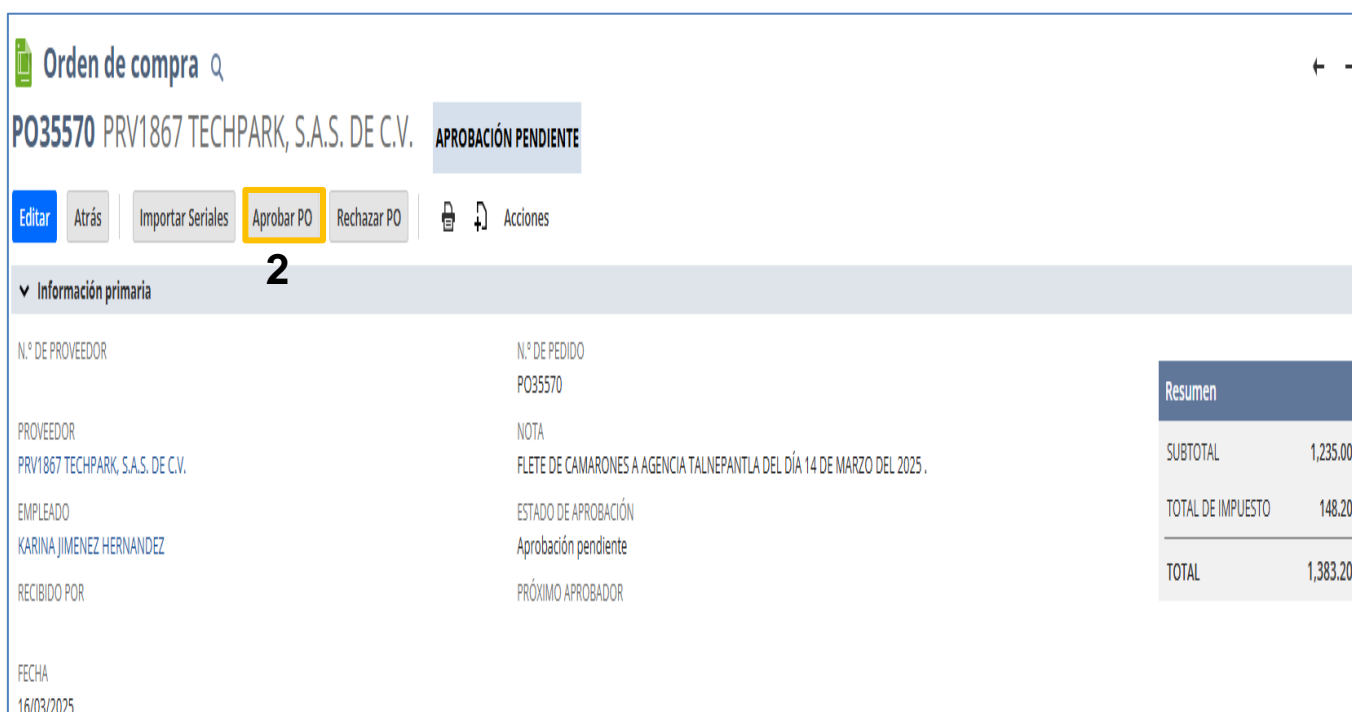 Orden de compra
PO35570 PRV1867 TECHPARK, S.A.S. DE C.V. APROBACIÓN PENDIENTE
Editar Atrás Importar Seriales Aprobar PO Rechazar PO Acciones
2
Información primaria
N.º DE PROVEEDOR
N.º DE PEDIDO
PO35570
PROVEEDOR
PRV1867 TECHPARK, S.A.S. DE C.V.
NOTA
FLETE DE CAMARONES A AGENCIA TALNEPANTLA DEL DÍA 14 DE MARZO DEL 2025 .
EMPLEADO
KARINA JIMENEZ HERNANDEZ
ESTADO DE APROBACIÓN
Aprobación pendiente
RECIBIDO POR
PRÓXIMO APROBADOR
FECHA
16/03/2025
Resumen
SUBTOTAL 1,235.00
TOTAL DE IMPUESTO 148.20
TOTAL 1,383.20